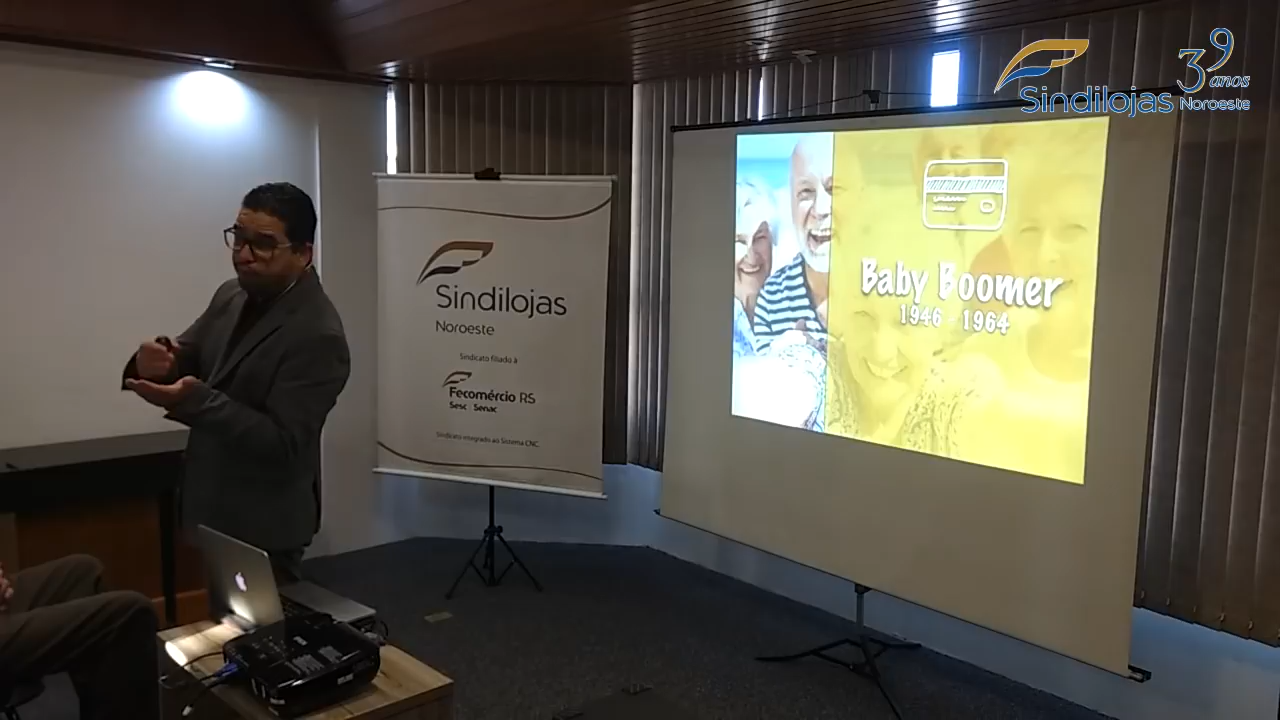 39 anos
Sindilojas Noroeste
Sindilojas
Noroeste
Sindicato filiado à
Fecomércio RS
Sesc Senac
Sindicato integrado ao Sistema CNC
Baby Boomer
1946 - 1964